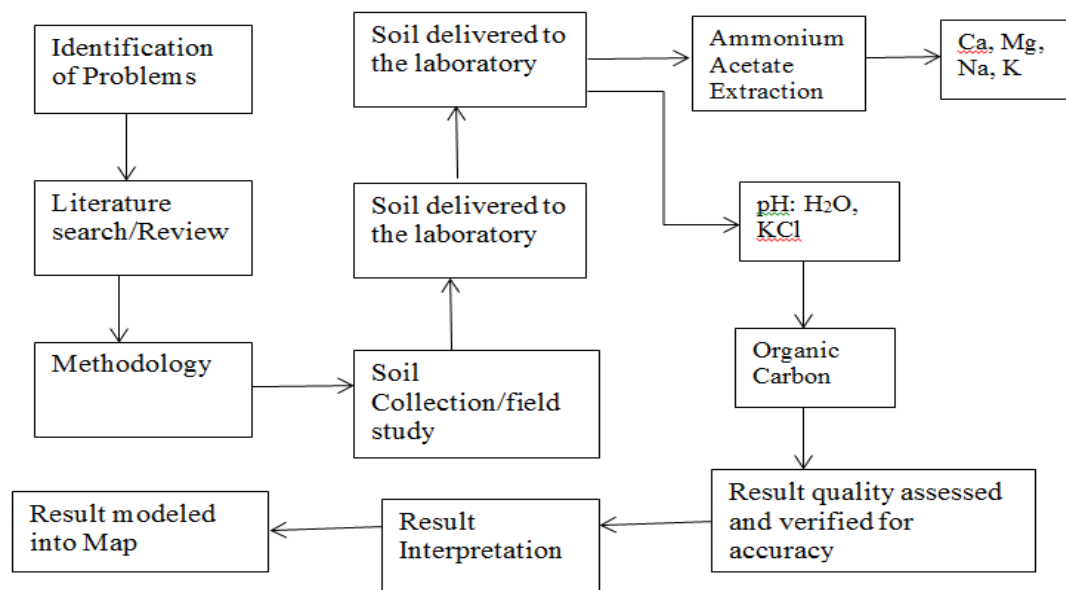 Identification
of Problems
Literature
search/Review
Methodology
Soil
Collection/field
study
Soil delivered to
the laboratory
Soil delivered to
the laboratory
Ammonium
Acetate
Extraction
Ca, Mg,
Na, K
pH: H₂O,
KCl
Organic
Carbon
Result quality assessed
and verified for
accuracy
Result
Interpretation
Result modeled
into Map